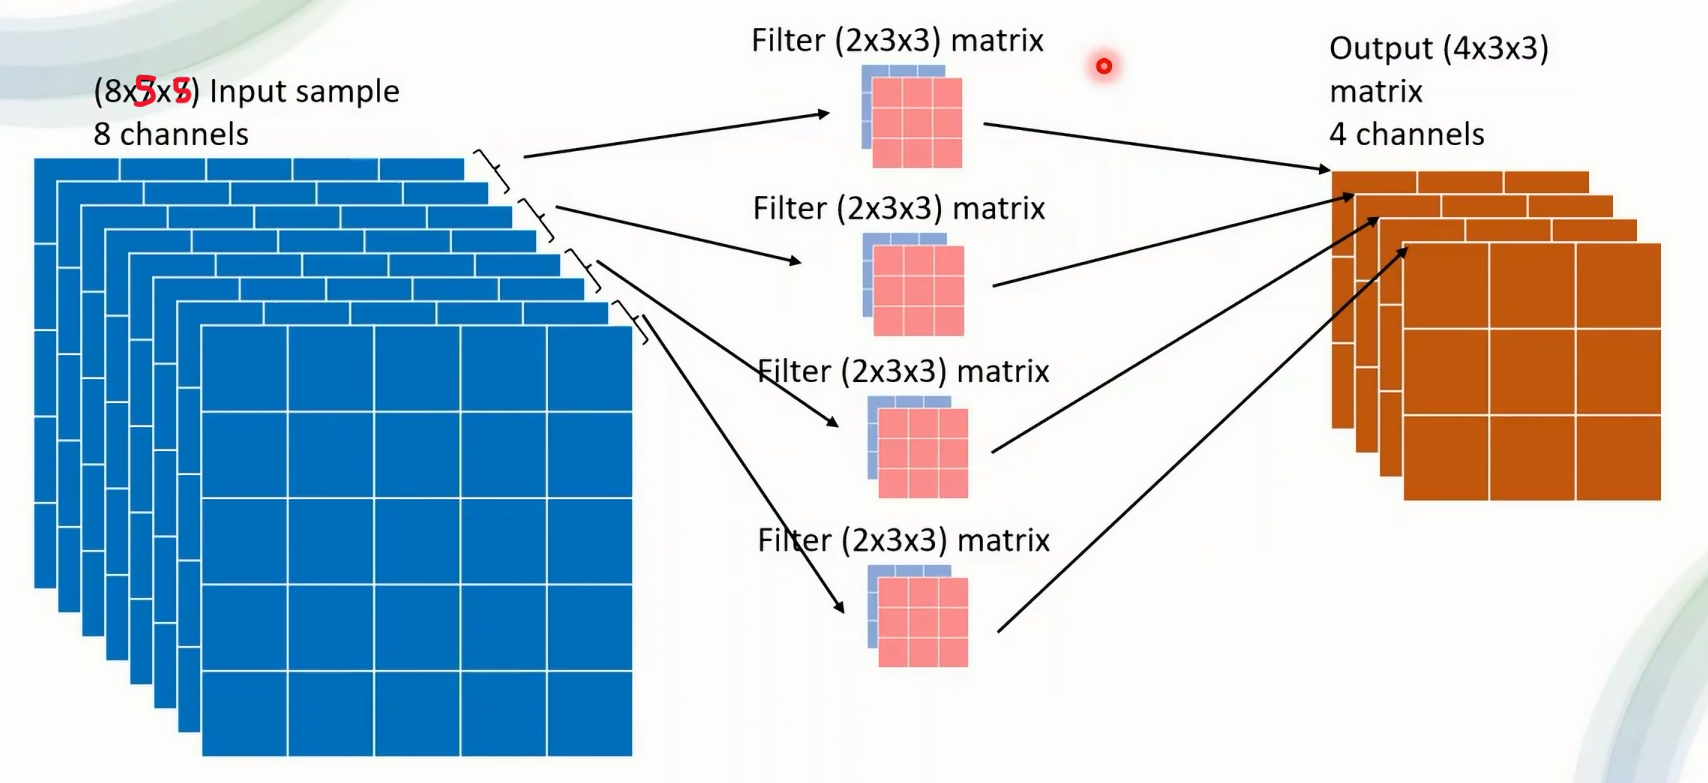 (8x5x5) Input sample
8 channels
Filter (2x3x3) matrix
Filter (2x3x3) matrix
Filter (2x3x3) matrix
Filter (2x3x3) matrix
Output (4x3x3)
matrix
4 channels